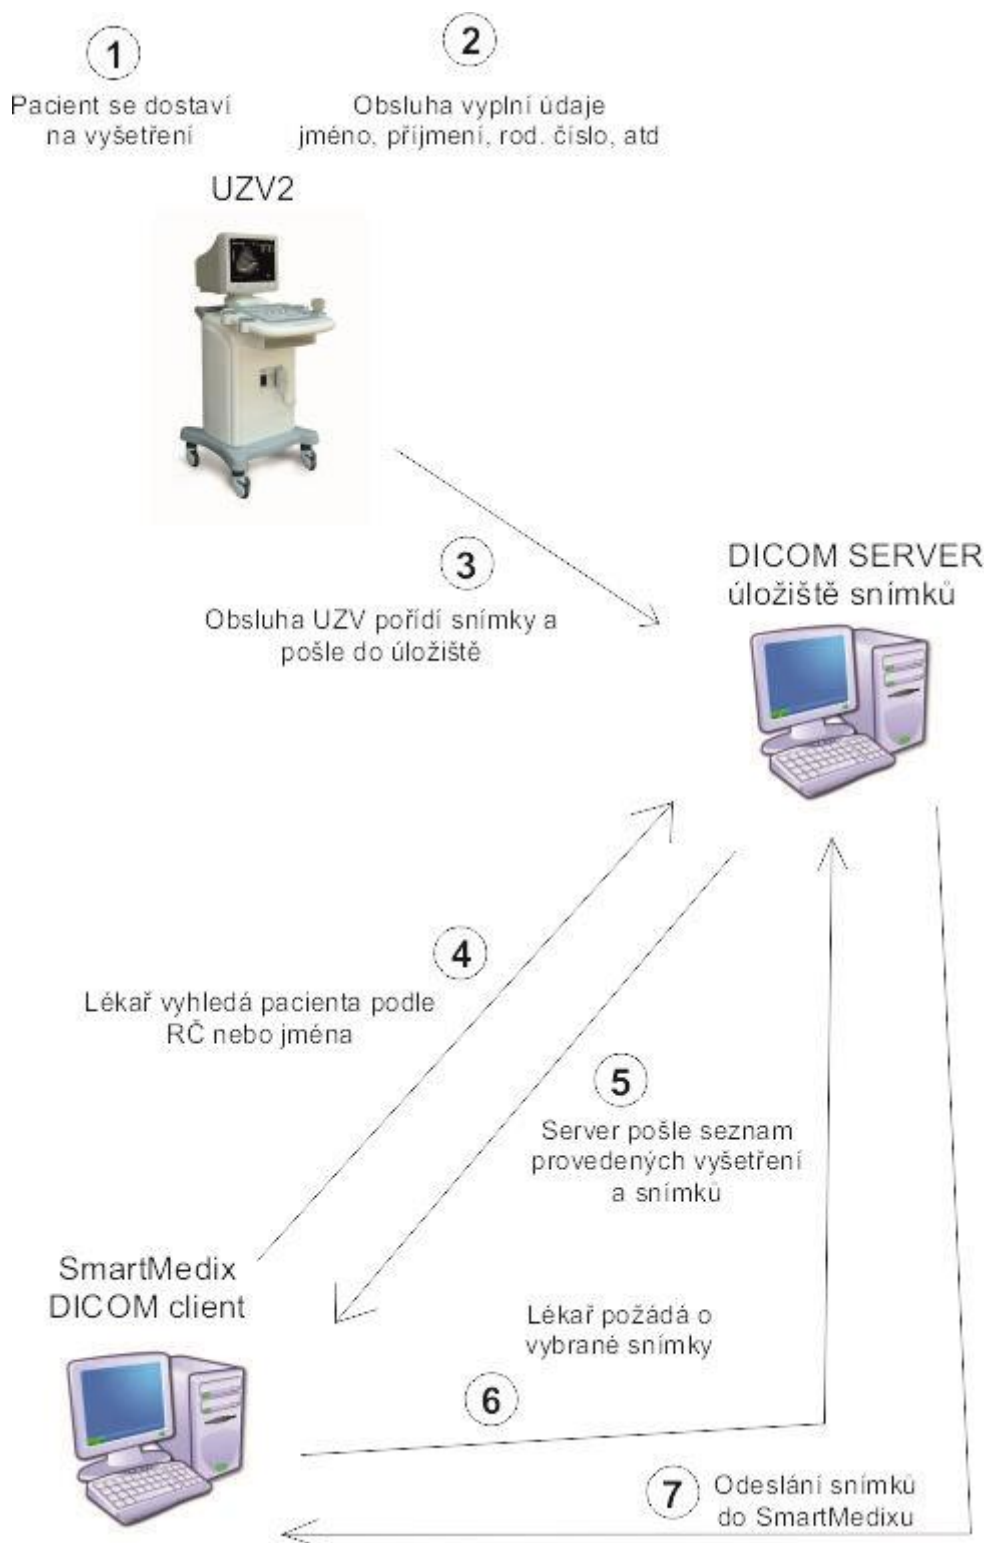 1
Pacient se dostaví
na vyšetření
2
Obsluha vyplní údaje
jméno, příjmení, rod. číslo, atd
UZV2
3
Obsluha UZV pořídí snímky a
pošle do úložiště
DICOM SERVER
úložiště snímků
4
Lékař vyhledá pacienta podle
RČ nebo jména
5
Server pošle seznam
provedených vyšetření
a snímků
SmartMedix
DICOM client
Lékař požádá o
vybrané snímky
6
7
Odeslání snímků
do SmartMedixu